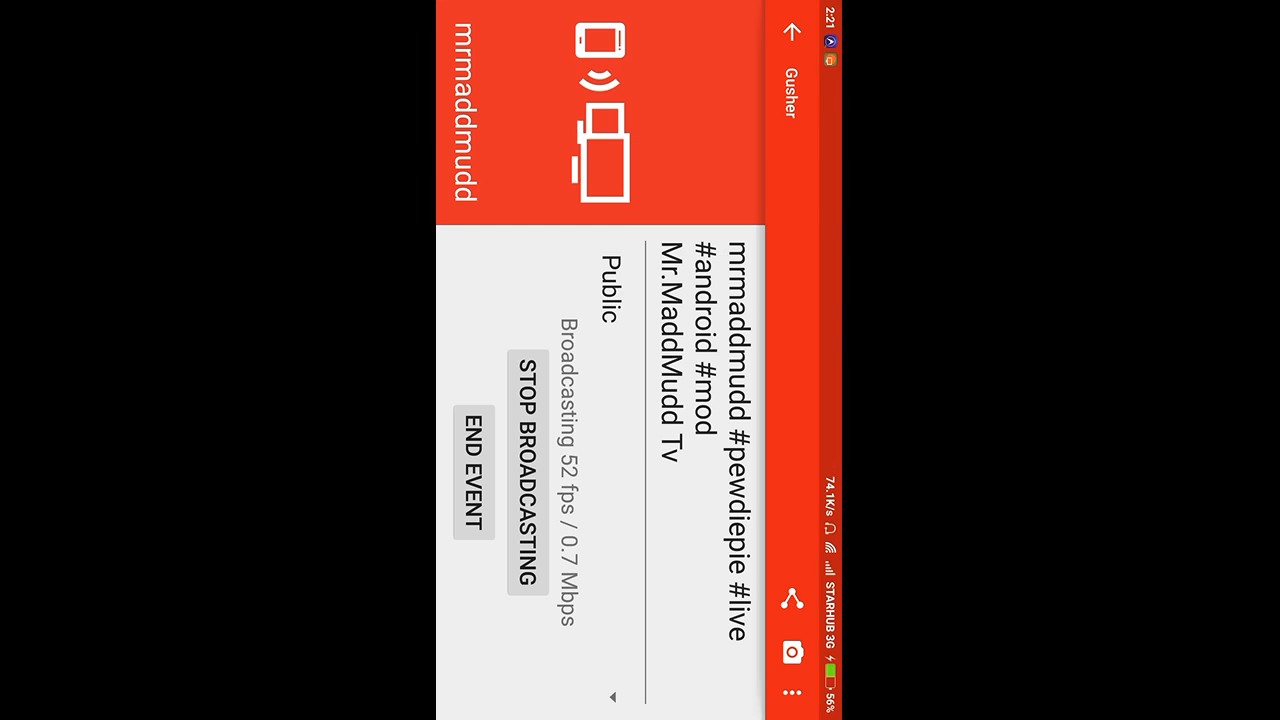 2:21 74.1K/s STARHUB 3G 56%
Gusher
mrmaddmudd
mrmaddmudd #pewdiepie #live
#android #mod
Mr.MaddMudd Tv
Public
Broadcasting 52 fps / 0.7 Mbps
STOP BROADCASTING
END EVENT